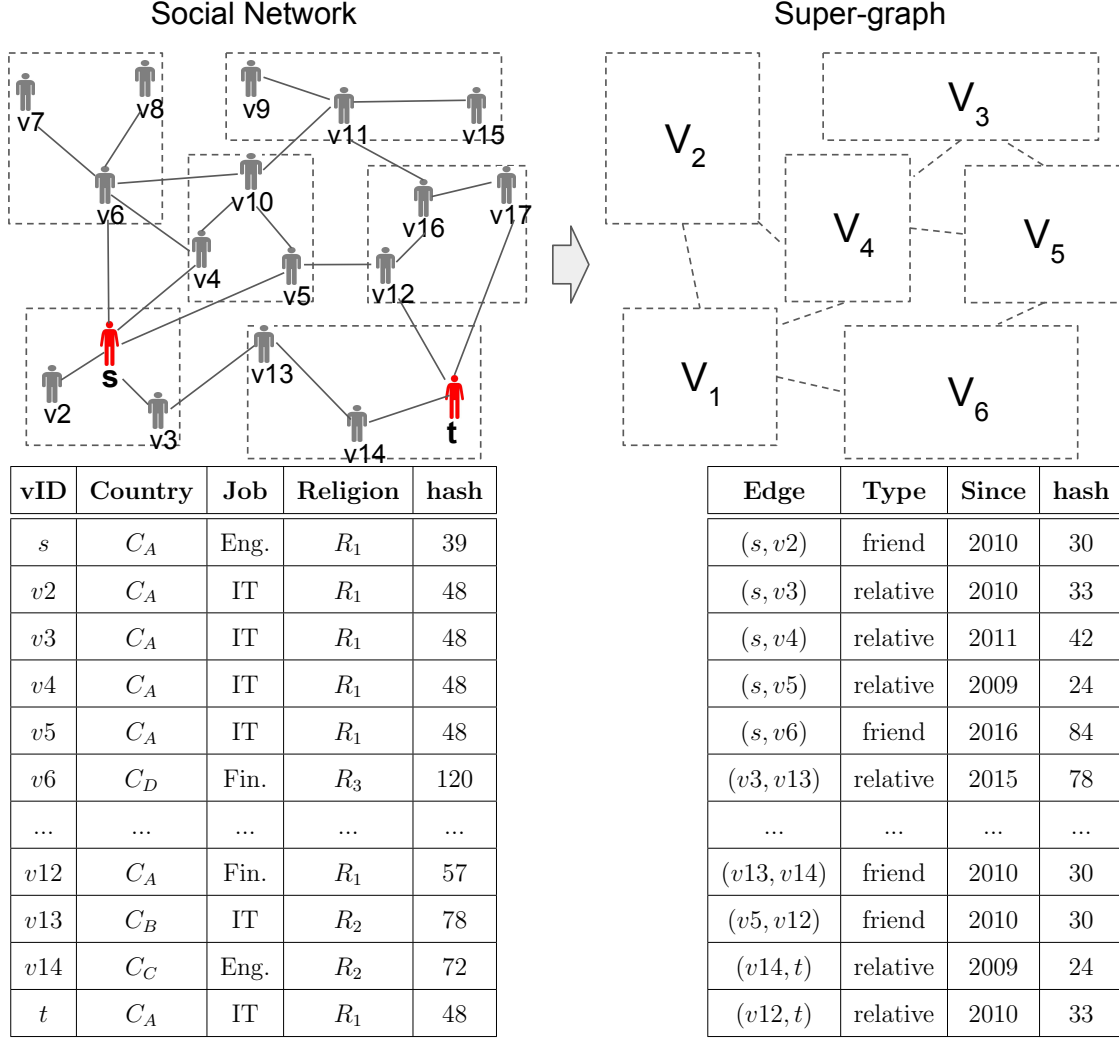 Social Network
Super-graph
v7
v8
v9
v11
v15
v6
v10
v16
v17
v4
v5
v12
s
v2
v3
v13
v14
t
V_2
V_3
V_4
V_5
V_1
V_6
vID Country Job Religion hash
s C_A Eng. R_1 39
v2 C_A IT R_1 48
v3 C_A IT R_1 48
v4 C_A IT R_1 48
v5 C_A IT R_1 48
v6 C_D Fin. R_3 120
... ... ... ... ...
v12 C_A Fin. R_1 57
v13 C_B IT R_2 78
v14 C_C Eng. R_2 72
t C_A IT R_1 48
Edge Type Since hash
(s, v2) friend 2010 30
(s, v3) relative 2010 33
(s, v4) relative 2011 42
(s, v5) relative 2009 24
(s, v6) friend 2016 84
(v3, v13) relative 2015 78
... ... ... ...
(v13, v14) friend 2010 30
(v5, v12) friend 2010 30
(v14, t) relative 2009 24
(v12, t) relative 2010 33